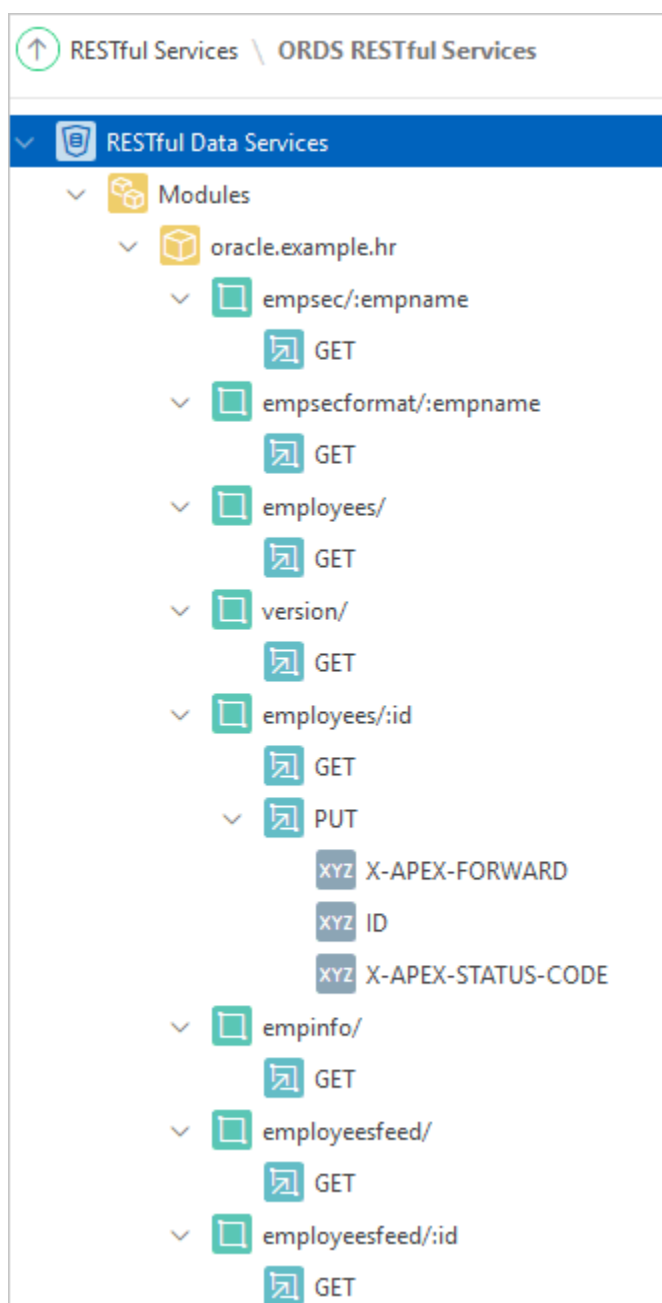 RESTful Services \ ORDS RESTful Services
RESTful Data Services
Modules
oracle.example.hr
empsec/:empname
GET
empsecformat/:empname
GET
employees/
GET
version/
GET
employees/:id
GET
PUT
XYZ X-APEX-FORWARD
XYZ ID
XYZ X-APEX-STATUS-CODE
empinfo/
GET
employeesfeed/
GET
employeesfeed/:id
GET